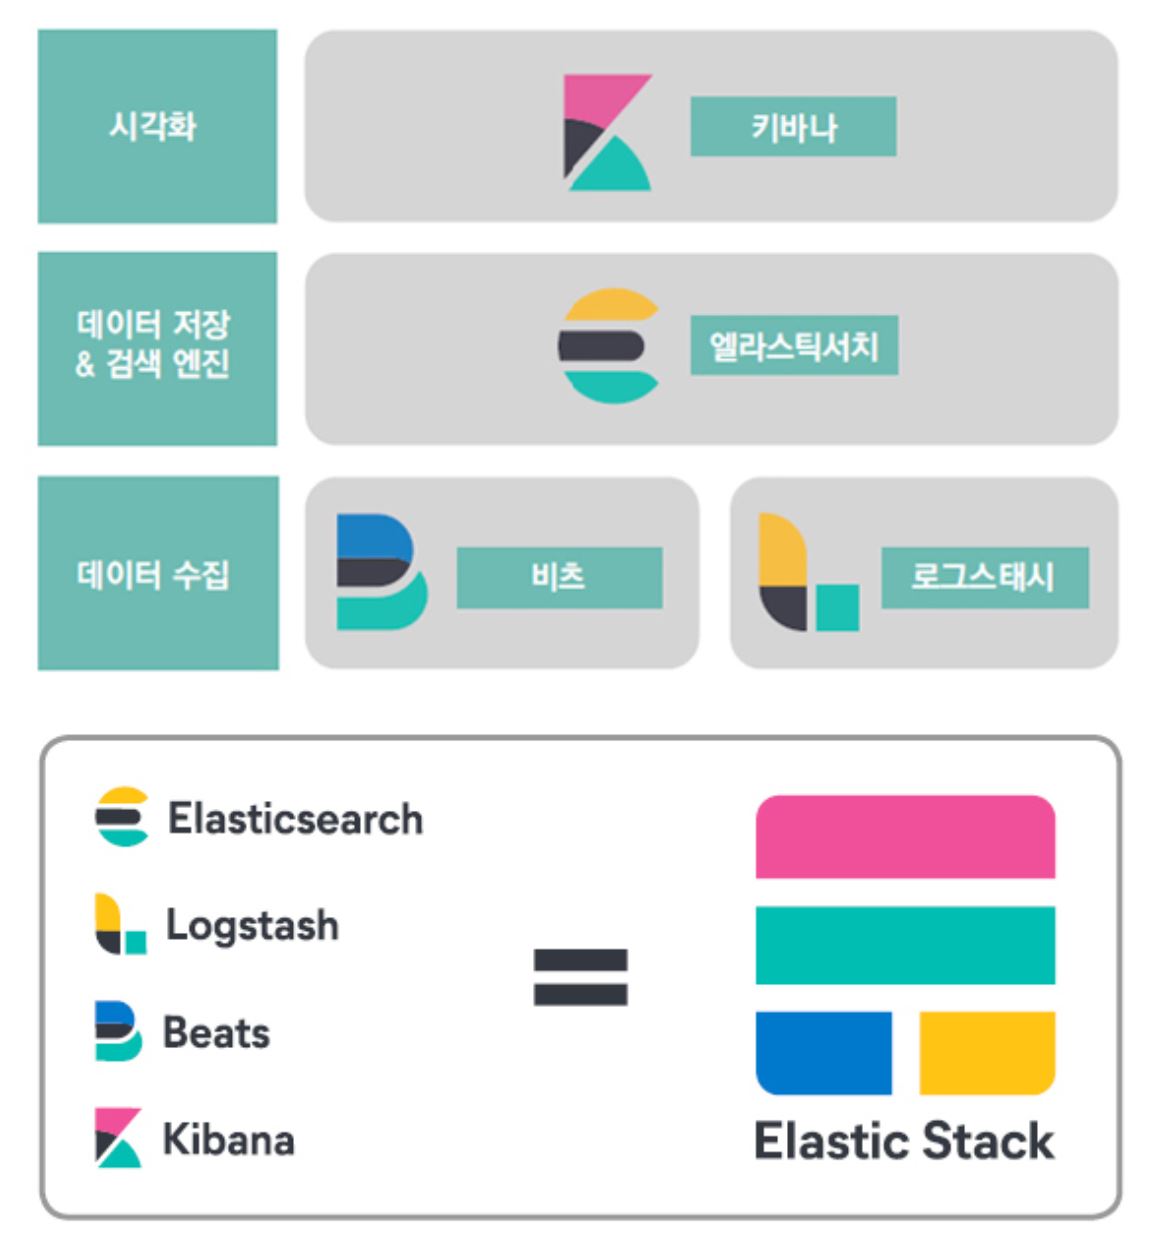 시각화
키바나
데이터 저장
& 검색 엔진
엘라스틱서치
데이터 수집
비츠
로그스태시
Elasticsearch
Logstash
Beats
Kibana
Elastic Stack